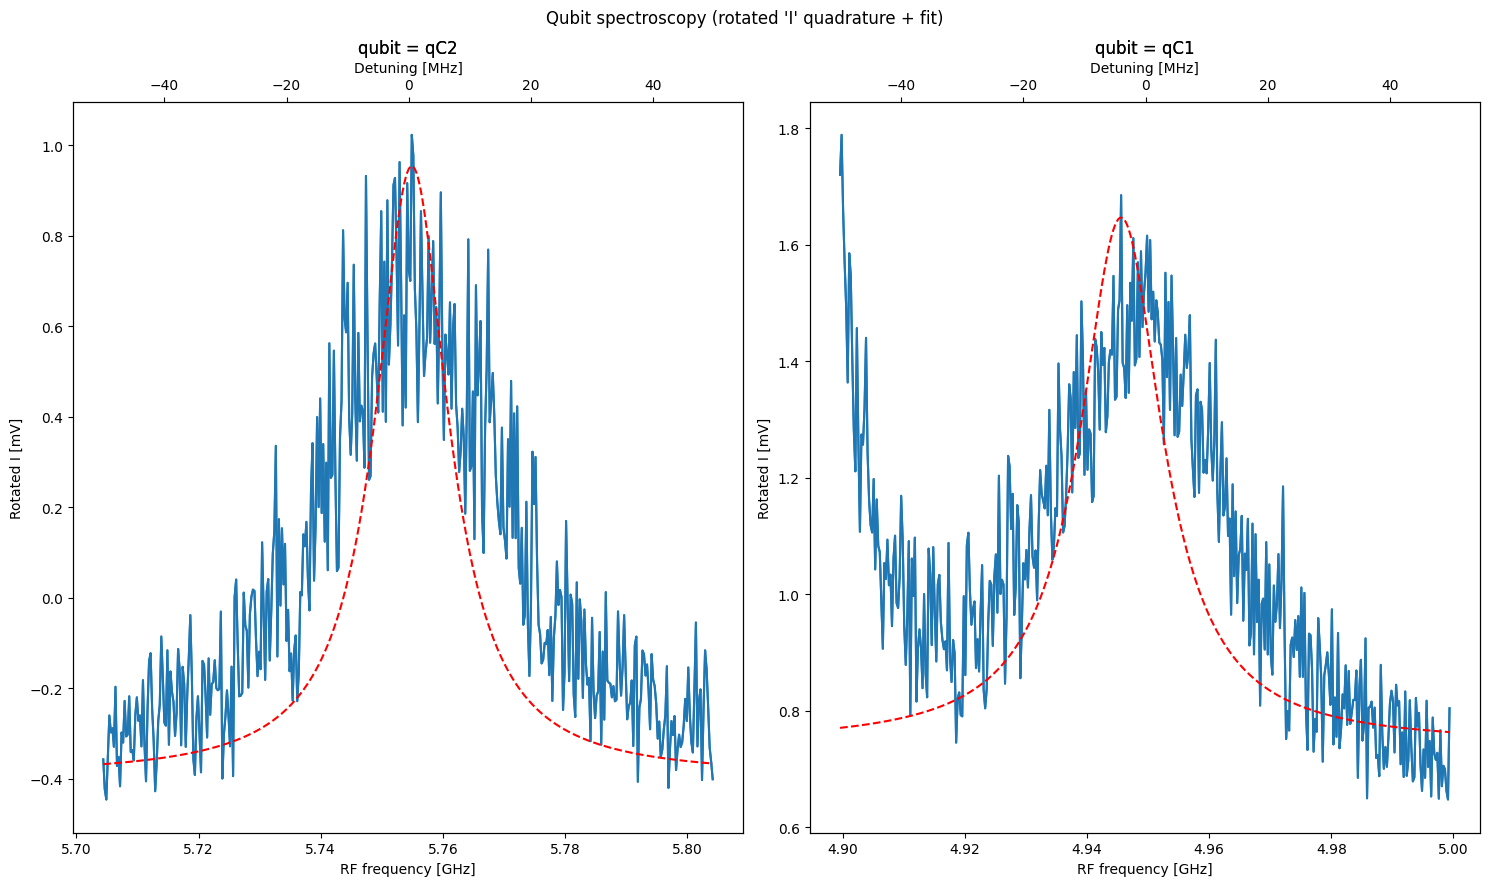 Qubit spectroscopy (rotated 'I' quadrature + fit)
qubit = qC2
Detuning [MHz]
−40 −20 0 20 40
1.0
0.8
0.6
0.4
0.2
0.0
−0.2
−0.4
Rotated I [mV]
5.70 5.72 5.74 5.76 5.78 5.80
RF frequency [GHz]
qubit = qC1
Detuning [MHz]
−40 −20 0 20 40
1.8
1.6
1.4
1.2
1.0
0.8
0.6
Rotated I [mV]
4.90 4.92 4.94 4.96 4.98 5.00
RF frequency [GHz]